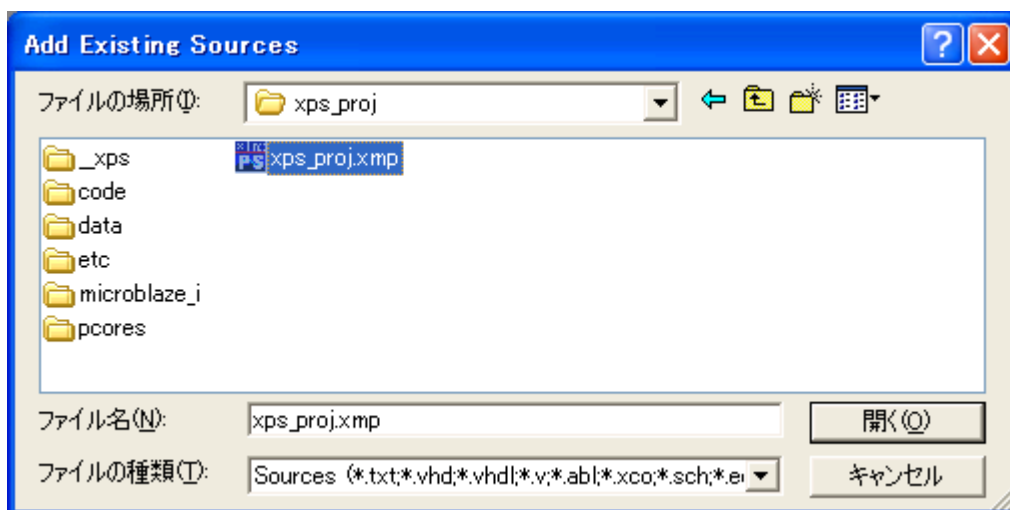 Add Existing Sources
ファイルの場所(I):
xps_proj
_xps
xps_proj.xmp
code
data
etc
microblaze_i
pcores
ファイル名(N):
xps_proj.xmp
開く(O)
ファイルの種類(T):
Sources (*.txt;*.vhd;*.vhdl;*.v;*.abl;*.xco;*.sch;*.e
キャンセル